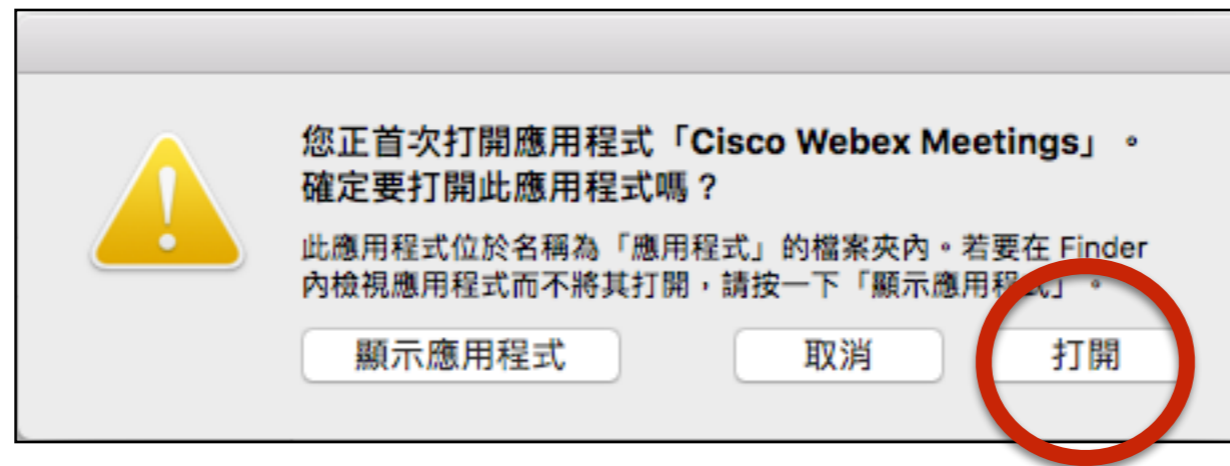 您正首次打開應用程式「Cisco Webex Meetings」。
確定要打開此應用程式嗎？
此應用程式位於名稱為「應用程式」的檔案夾內。若要在 Finder
內檢視應用程式而不將其打開，請按一下「顯示應用程式」。
顯示應用程式 取消 打開